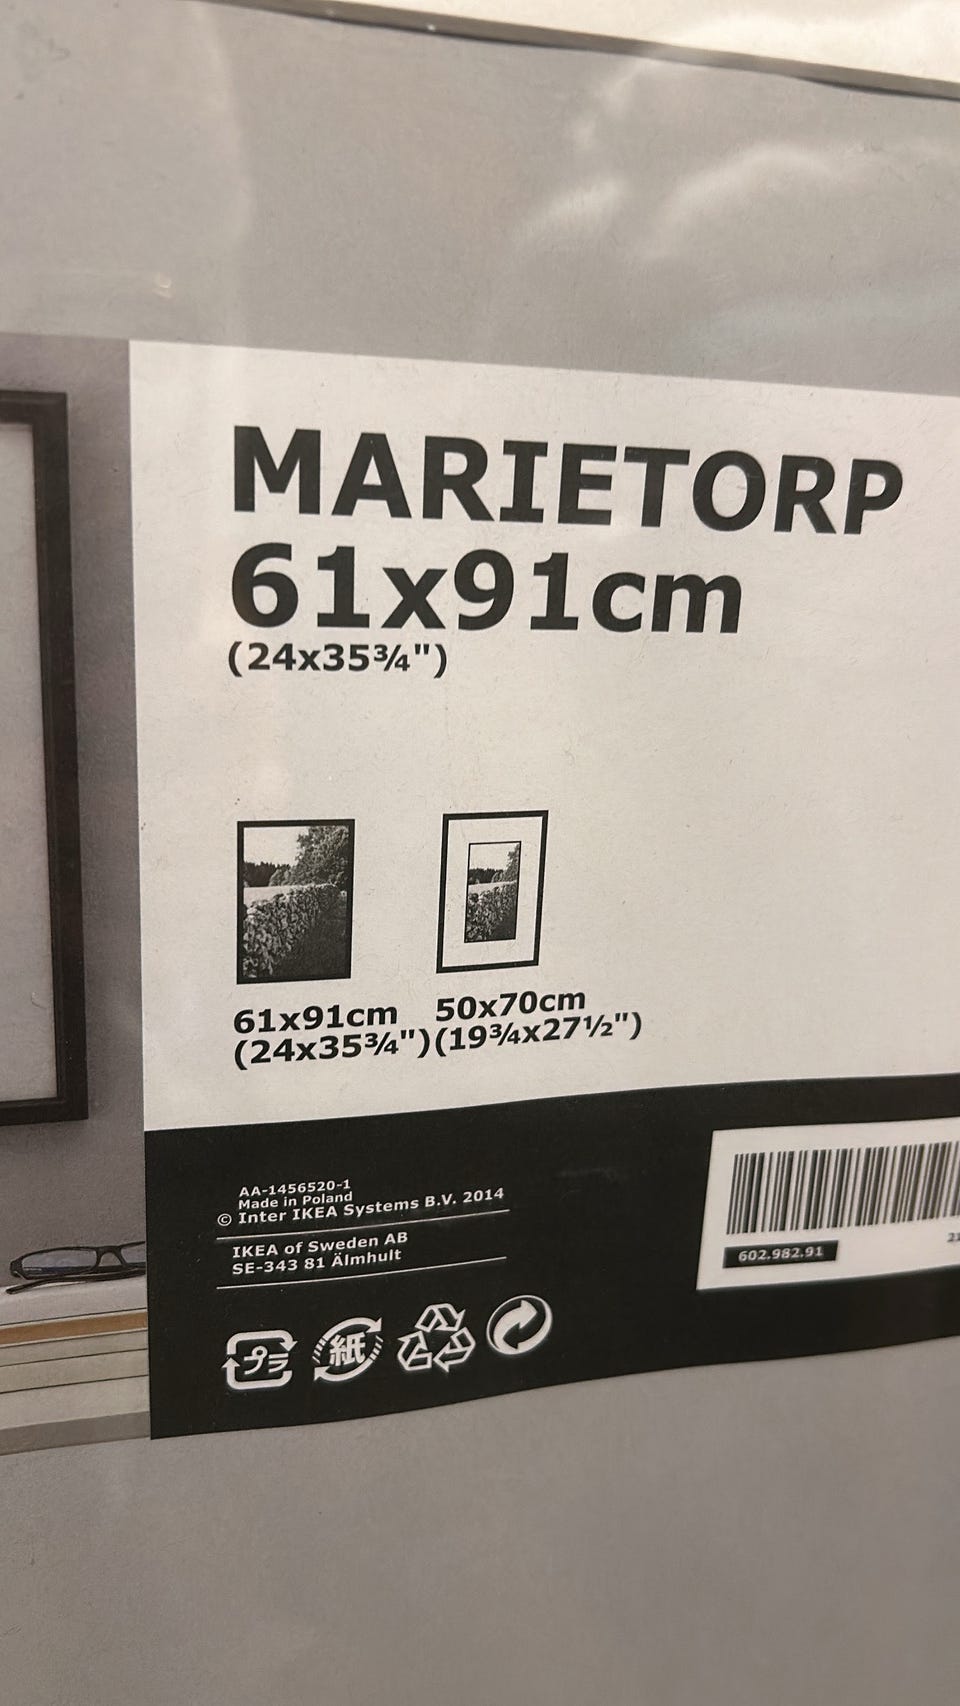 MARIETORP
61x91cm
(24x35¾")
61x91cm 50x70cm
(24x35¾") (19¾x27½")
AA-1456520-1
Made in Poland
© Inter IKEA Systems B.V. 2014
IKEA of Sweden AB
SE-343 81 Älmhult
602.982.91
プラ 紙